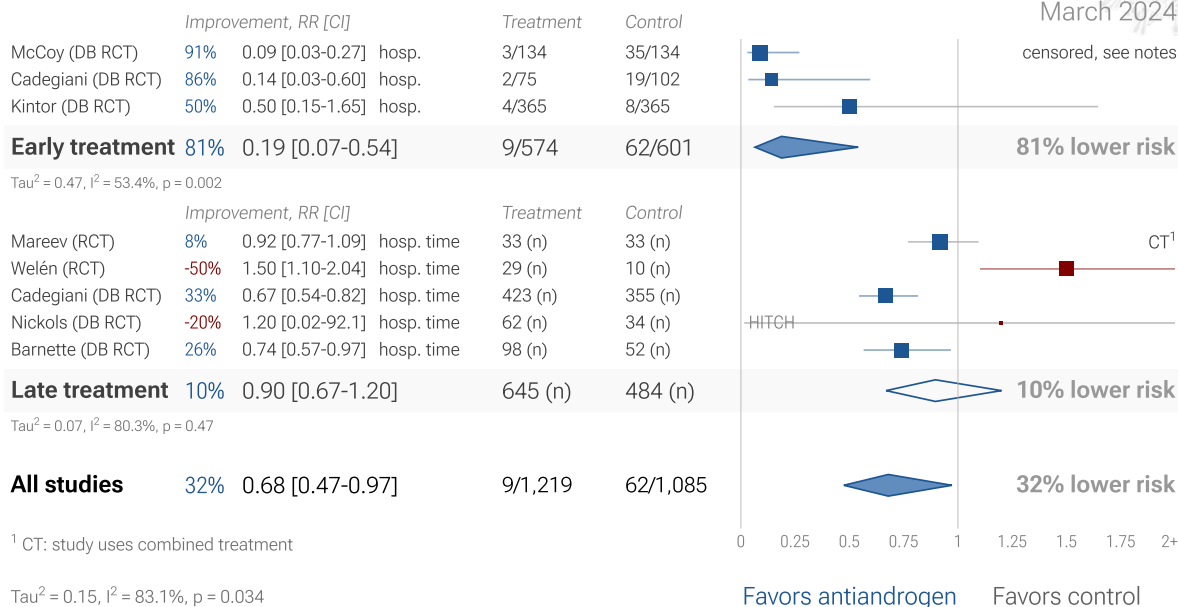 March 2024
Improvement, RR [CI] Treatment Control
McCoy (DB RCT) 91% 0.09 [0.03-0.27] hosp. 3/134 35/134 censored, see notes
Cadegiani (DB RCT) 86% 0.14 [0.03-0.60] hosp. 2/75 19/102
Kintor (DB RCT) 50% 0.50 [0.15-1.65] hosp. 4/365 8/365
Early treatment 81% 0.19 [0.07-0.54] 9/574 62/601 81% lower risk
Tau² = 0.47, I² = 53.4%, p = 0.002
Improvement, RR [CI] Treatment Control
Mareev (RCT) 8% 0.92 [0.77-1.09] hosp. time 33 (n) 33 (n) CT¹
Welén (RCT) -50% 1.50 [1.10-2.04] hosp. time 29 (n) 10 (n)
Cadegiani (DB RCT) 33% 0.67 [0.54-0.82] hosp. time 423 (n) 355 (n)
Nickols (DB RCT) -20% 1.20 [0.02-92.1] hosp. time 62 (n) 34 (n) HITCH
Barnette (DB RCT) 26% 0.74 [0.57-0.97] hosp. time 98 (n) 52 (n)
Late treatment 10% 0.90 [0.67-1.20] 645 (n) 484 (n) 10% lower risk
Tau² = 0.07, I² = 80.3%, p = 0.47
All studies 32% 0.68 [0.47-0.97] 9/1,219 62/1,085 32% lower risk
0 0.25 0.5 0.75 1 1.25 1.5 1.75 2+
¹ CT: study uses combined treatment
Tau² = 0.15, I² = 83.1%, p = 0.034 Favors antiandrogen Favors control